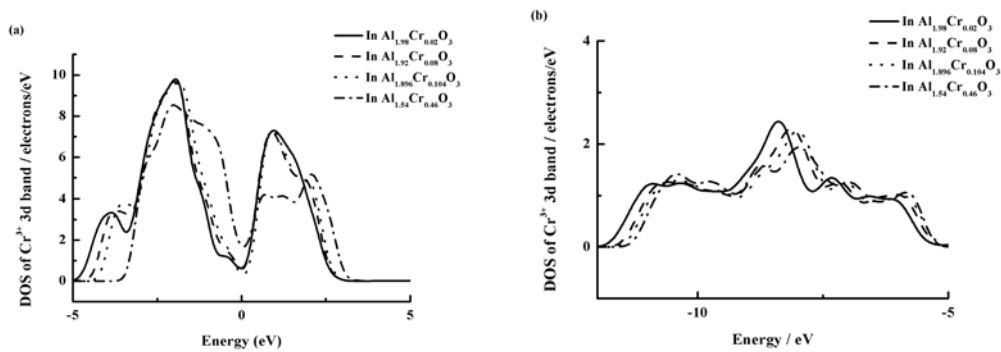 (a)
In Al1.98Cr0.02O3
In Al1.92Cr0.08O3
In Al1.896Cr0.104O3
In Al1.54Cr0.46O3
DOS of Cr3+ 3d band / electrons/eV
10
8
6
4
2
0
-5
0
5
Energy (eV)
(b)
In Al1.98Cr0.02O3
In Al1.92Cr0.08O3
In Al1.896Cr0.104O3
In Al1.54Cr0.46O3
DOS of Cr3+ 3d band / electrons/eV
4
2
0
-10
-5
Energy / eV